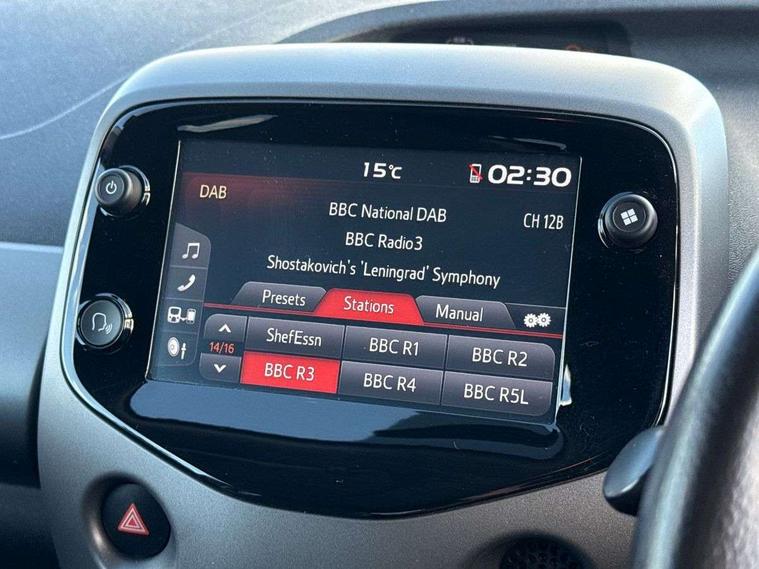 15°C
02:30
DAB
BBC National DAB
CH 12B
BBC Radio3
Shostakovich's 'Leningrad' Symphony
Presets
Stations
Manual
14/16
ShefEssn
BBC R1
BBC R2
BBC R3
BBC R4
BBC R5L